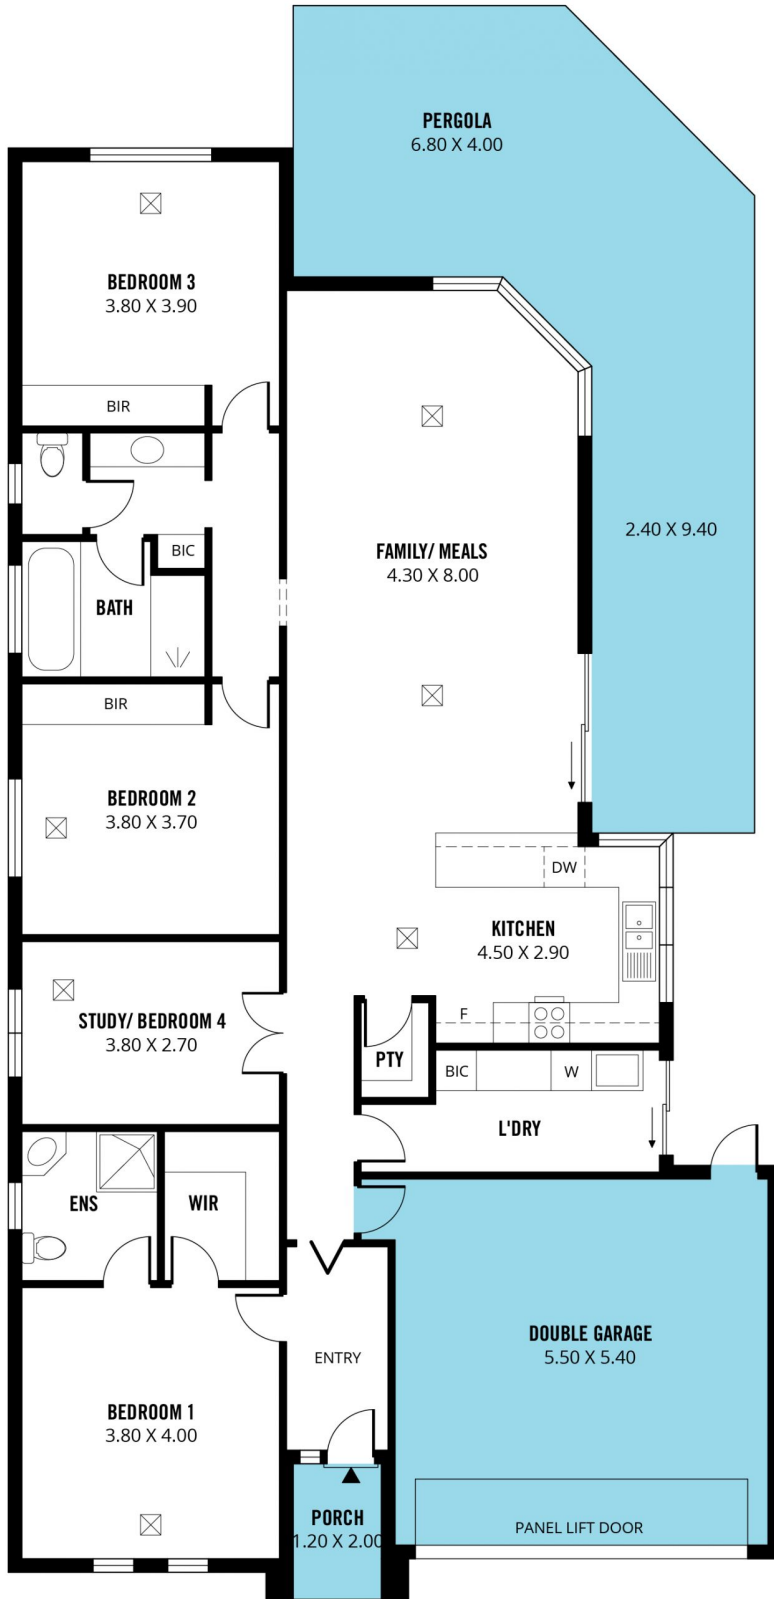 PERGOLA
6.80 X 4.00
BEDROOM 3
3.80 X 3.90
BIR
2.40 X 9.40
FAMILY/ MEALS
4.30 X 8.00
BIC
BATH
BIR
BEDROOM 2
3.80 X 3.70
DW
KITCHEN
4.50 X 2.90
F
STUDY/ BEDROOM 4
3.80 X 2.70
PTY
BIC
W
L'DRY
ENS
WIR
DOUBLE GARAGE
5.50 X 5.40
ENTRY
BEDROOM 1
3.80 X 4.00
PORCH
1.20 X 2.00
PANEL LIFT DOOR